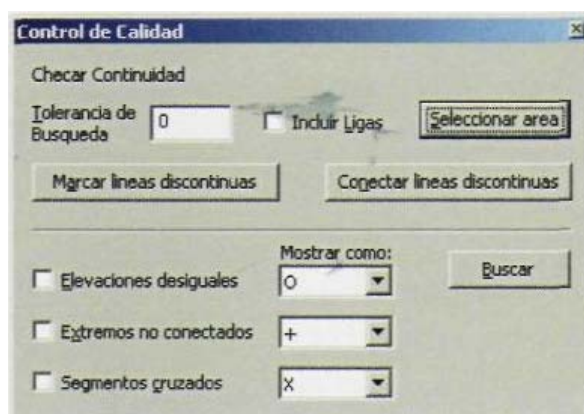 Control de Calidad
Checar Continuidad
Tolerancia de Busqueda
0
Incluir Ligas
Seleccionar area
Marcar lineas discontinuas
Conectar lineas discontinuas
Mostrar como:
Elevaciones desiguales
O
Buscar
Extremos no conectados
+
Segmentos cruzados
X